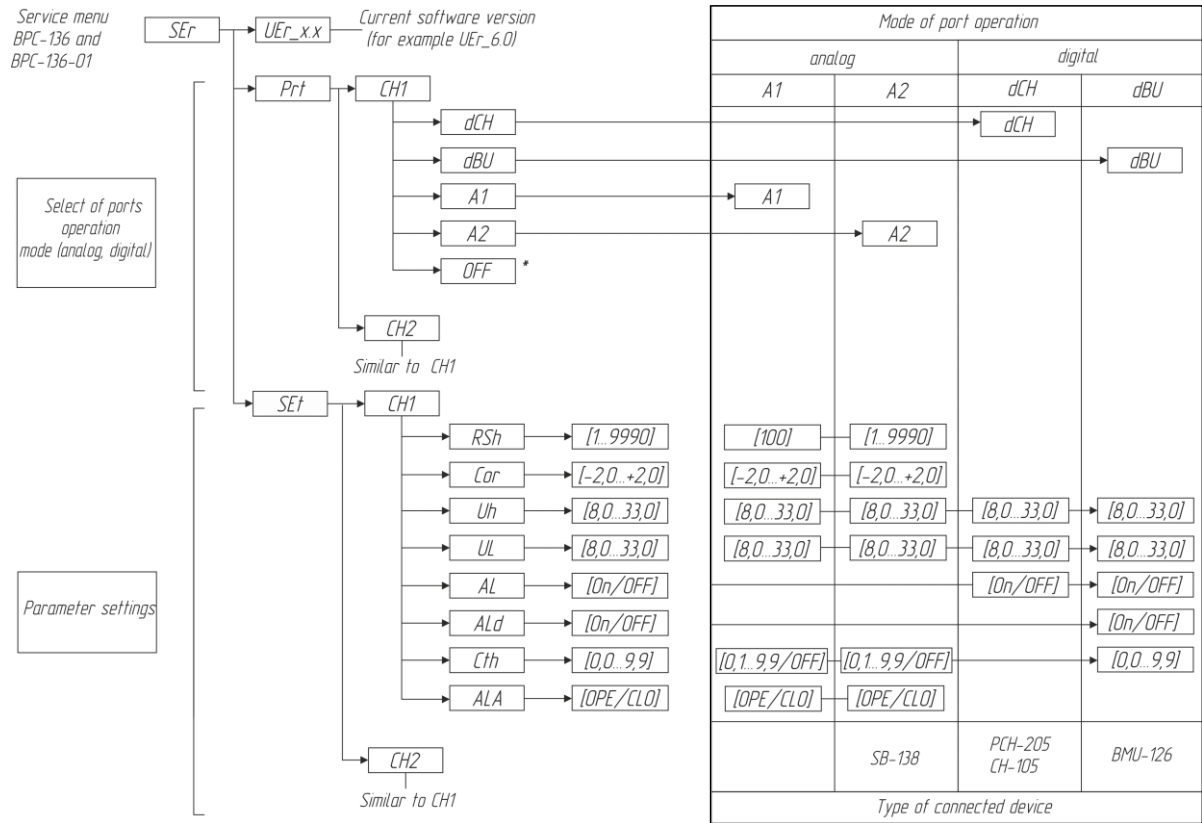 Service menu
BPC-136 and
BPC-136-01
SEr
UEr_x.x
Current software version
(for example UEr_6.0)
Prt
CH1
dCH
dBU
A1
A2
OFF *
CH2
Similar to CH1
Select of ports
operation
mode (analog, digital)
SEt
CH1
RSh [1...9990]
Cor [-2,0...+2,0]
Uh [8,0...33,0]
UL [8,0...33,0]
AL [On/OFF]
ALd [On/OFF]
Cth [0,0...9,9]
ALA [OPE/CLO]
CH2
Similar to CH1
Parameter settings
Mode of port operation
analog digital
A1 A2 dCH dBU
dCH
dBU
A1
A2
[100] [1...9990]
[-2,0...+2,0] [-2,0...+2,0]
[8,0...33,0] [8,0...33,0] [8,0...33,0] [8,0...33,0]
[8,0...33,0] [8,0...33,0] [8,0...33,0] [8,0...33,0]
[On/OFF] [On/OFF]
[On/OFF]
[0,1...9,9/OFF] [0,1...9,9/OFF] [0,0...9,9]
[OPE/CLO] [OPE/CLO]
SB-138
PCH-205
CH-105
BMU-126
Type of connected device